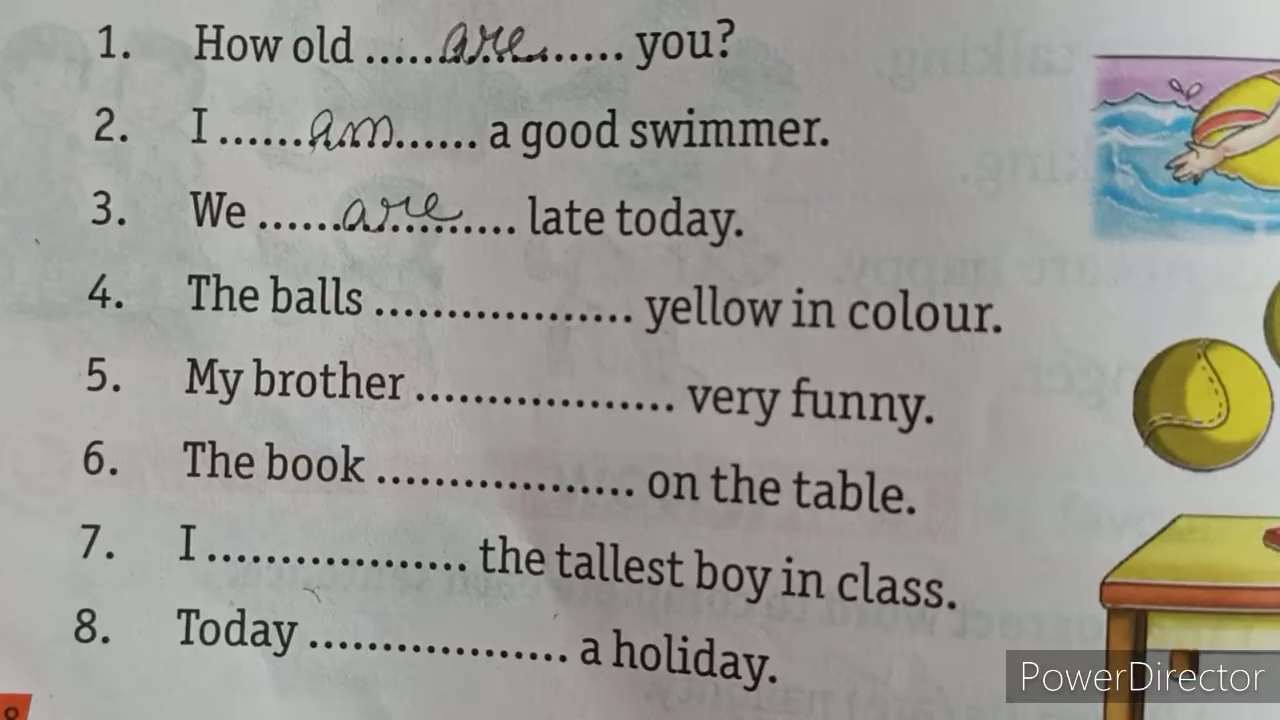 1. How old .....are...... you?
2. I ......am...... a good swimmer.
3. We ......are......... late today.
4. The balls .................. yellow in colour.
5. My brother .................. very funny.
6. The book .................. on the table.
7. I .................. the tallest boy in class.
8. Today .................. a holiday.
8
PowerDirector